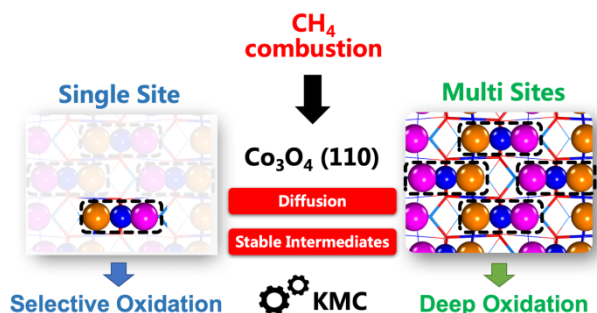 CH₄
combustion
Single Site
Multi Sites
Co₃O₄ (110)
Diffusion
Stable Intermediates
Selective Oxidation
KMC
Deep Oxidation